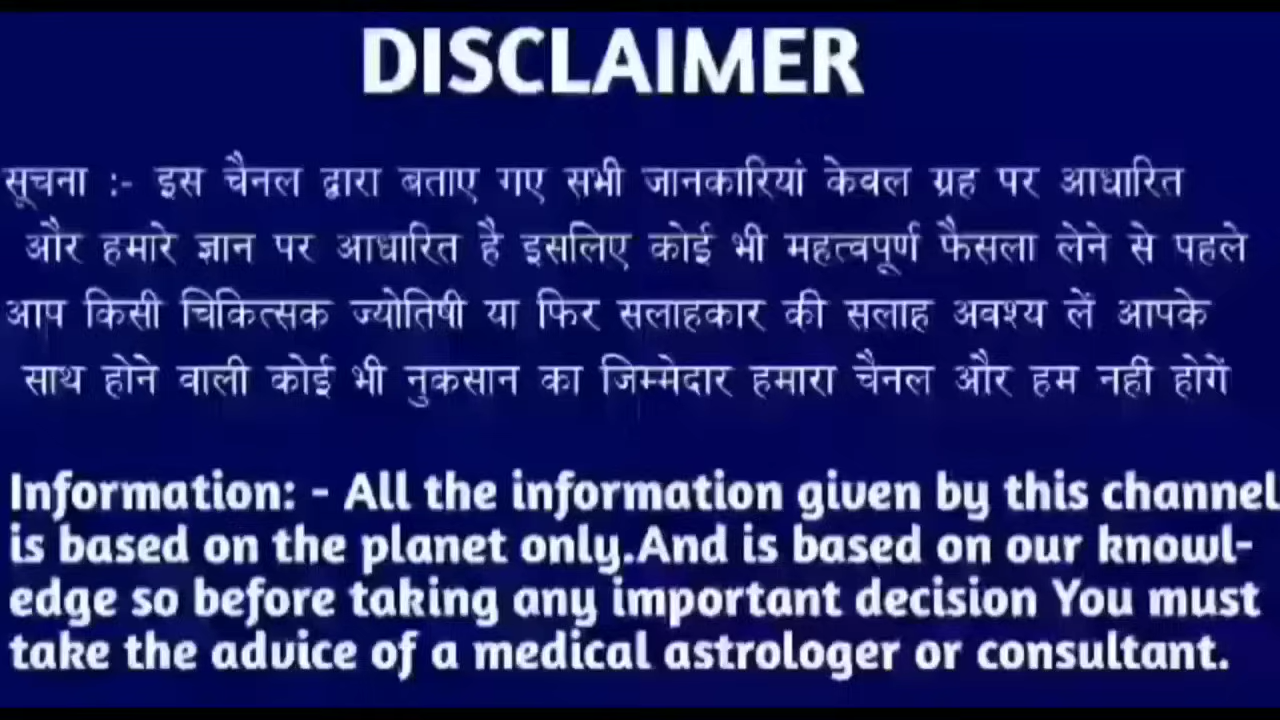 DISCLAIMER
सूचना :- इस चैनल द्वारा बताए गए सभी जानकारियां केवल ग्रह पर आधारित
और हमारे ज्ञान पर आधारित है इसलिए कोई भी महत्वपूर्ण फैसला लेने से पहले
आप किसी चिकित्सक ज्योतिषी या फिर सलाहकार की सलाह अवश्य लें आपके
साथ होने वाली कोई भी नुकसान का जिम्मेदार हमारा चैनल और हम नहीं होगें
Information: - All the information given by this channel
is based on the planet only.And is based on our knowl-
edge so before taking any important decision You must
take the advice of a medical astrologer or consultant.